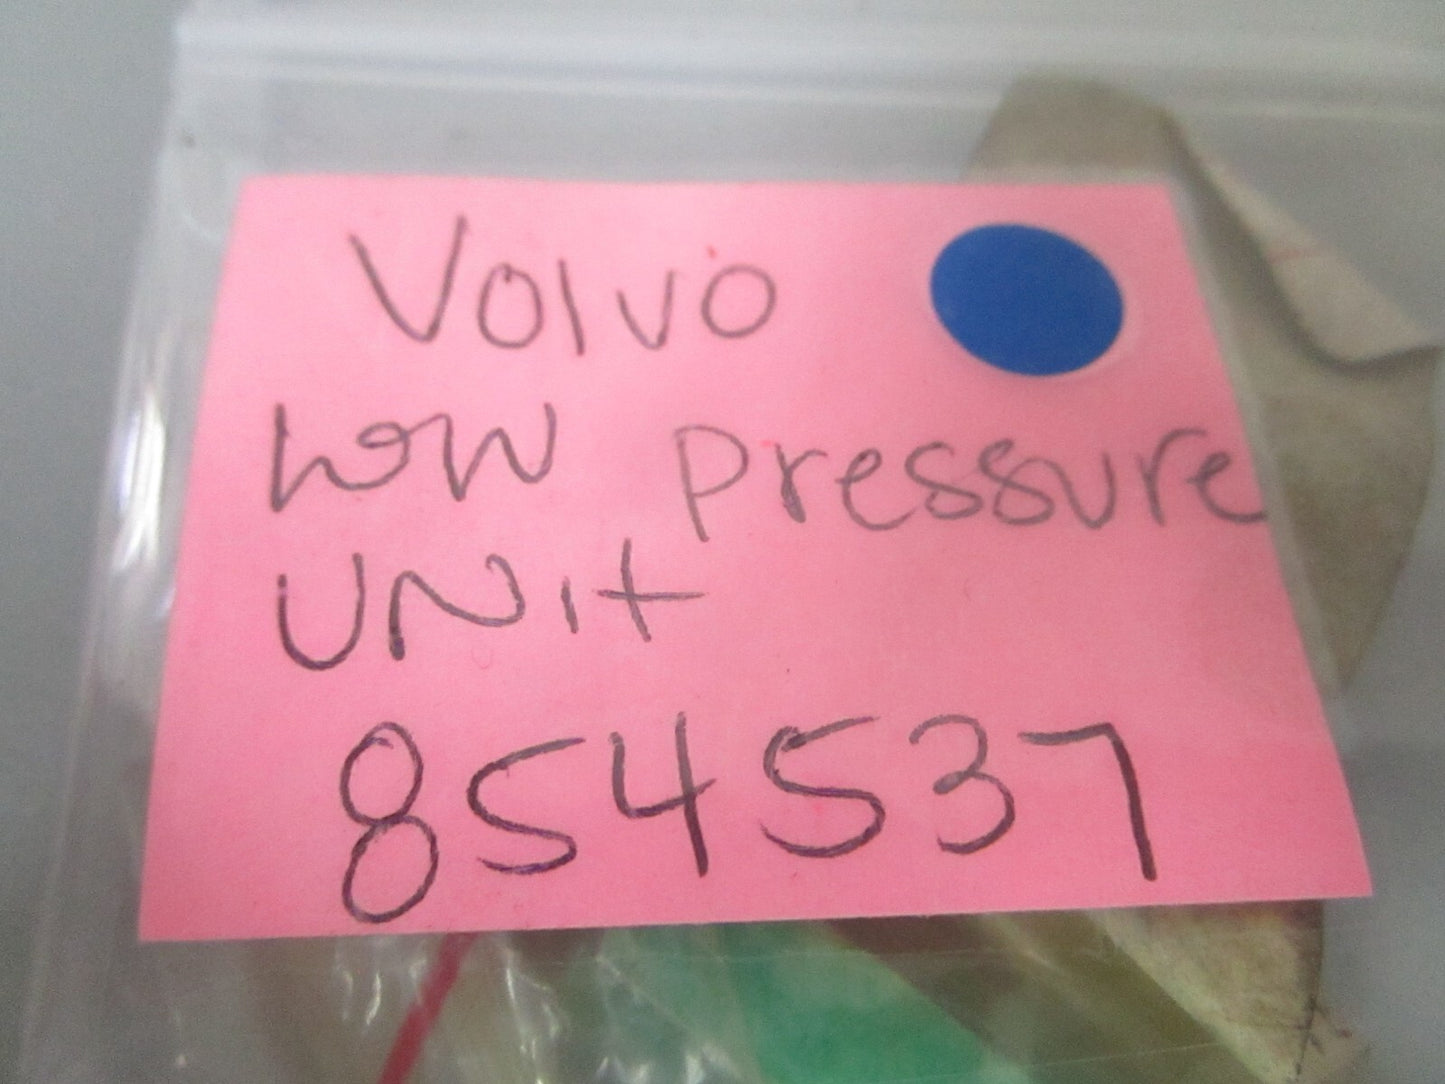 Volvo
Low pressure
UNit
854537